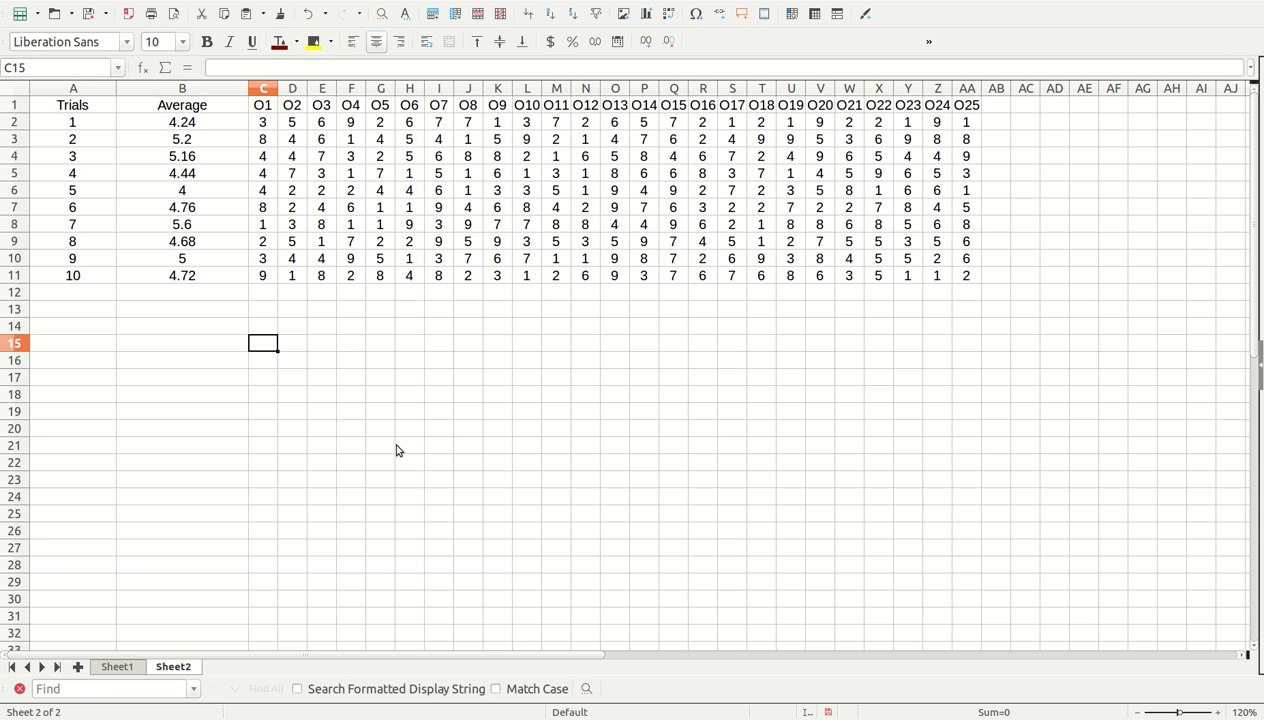 Liberation Sans 10 B I U $ % 0.0 »
C15 fx Σ =
A B C D E F G H I J K L M N O P Q R S T U V W X Y Z AA AB AC AD AE AF AG AH AI AJ
1 Trials Average O1 O2 O3 O4 O5 O6 O7 O8 O9 O10 O11 O12 O13 O14 O15 O16 O17 O18 O19 O20 O21 O22 O23 O24 O25
2 1 4.24 3 5 6 9 2 6 7 7 1 3 7 2 6 5 7 2 1 2 1 9 2 2 1 9 1
3 2 5.2 8 4 6 1 4 5 4 1 5 9 2 1 4 7 6 2 4 9 9 5 3 6 9 8 8
4 3 5.16 4 4 7 3 2 5 6 8 8 2 1 6 5 8 4 6 7 2 4 9 6 5 4 4 9
5 4 4.44 4 7 3 1 7 1 5 1 6 1 3 1 8 6 6 8 3 7 1 4 5 9 6 5 3
6 5 4 4 2 2 2 4 4 6 1 3 3 5 1 9 4 9 2 7 2 3 5 8 1 6 6 1
7 6 4.76 8 2 4 6 1 1 9 4 6 8 4 2 9 7 6 3 2 2 7 2 2 7 8 4 5
8 7 5.6 1 3 8 1 1 9 3 9 7 7 8 8 4 4 9 6 2 1 8 8 6 8 5 6 8
9 8 4.68 2 5 1 7 2 2 9 5 9 3 5 3 5 9 7 4 5 1 2 7 5 5 3 5 6
10 9 5 3 4 4 9 5 1 3 7 6 7 1 1 9 8 7 2 6 9 3 8 4 5 5 2 6
11 10 4.72 9 1 8 2 8 4 8 2 3 1 2 6 9 3 7 6 7 6 8 6 3 5 1 1 2
12
13
14
15
16
17
18
19
20
21
22
23
24
25
26
27
28
29
30
31
32
33
Sheet1 Sheet2
Find Find All Search Formatted Display String Match Case
Sheet 2 of 2 Default Sum=0 120%